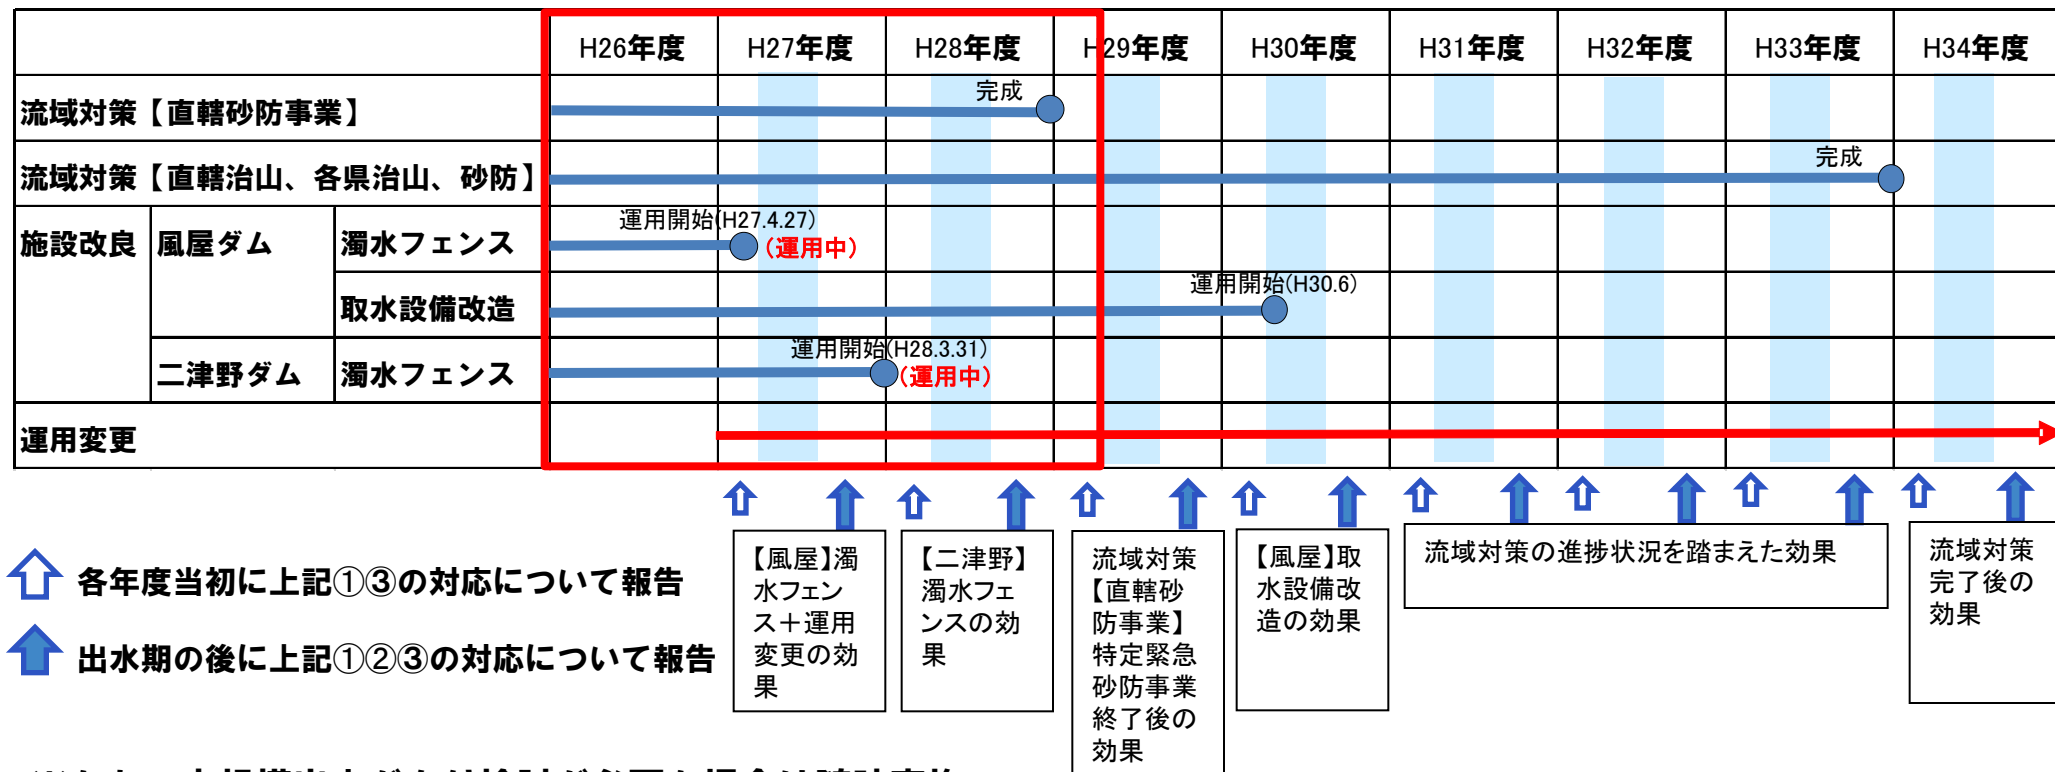 H26年度 H27年度 H28年度 H29年度 H30年度 H31年度 H32年度 H33年度 H34年度
流域対策【直轄砂防事業】 完成
流域対策【直轄治山、各県治山、砂防】 完成
施設改良 風屋ダム 濁水フェンス 運用開始(H27.4.27) （運用中）
取水設備改造 運用開始(H30.6)
二津野ダム 濁水フェンス 運用開始(H28.3.31) （運用中）
運用変更
各年度当初に上記①③の対応について報告
出水期の後に上記①②③の対応について報告
【風屋】濁
水フェン
ス＋運用
変更の効
果
【二津野】
濁水フェ
ンスの効
果
流域対策
【直轄砂
防事業】
特定緊急
砂防事業
終了後の
効果
【風屋】取
水設備改
造の効果
流域対策の進捗状況を踏まえた効果
流域対策
完了後の
効果